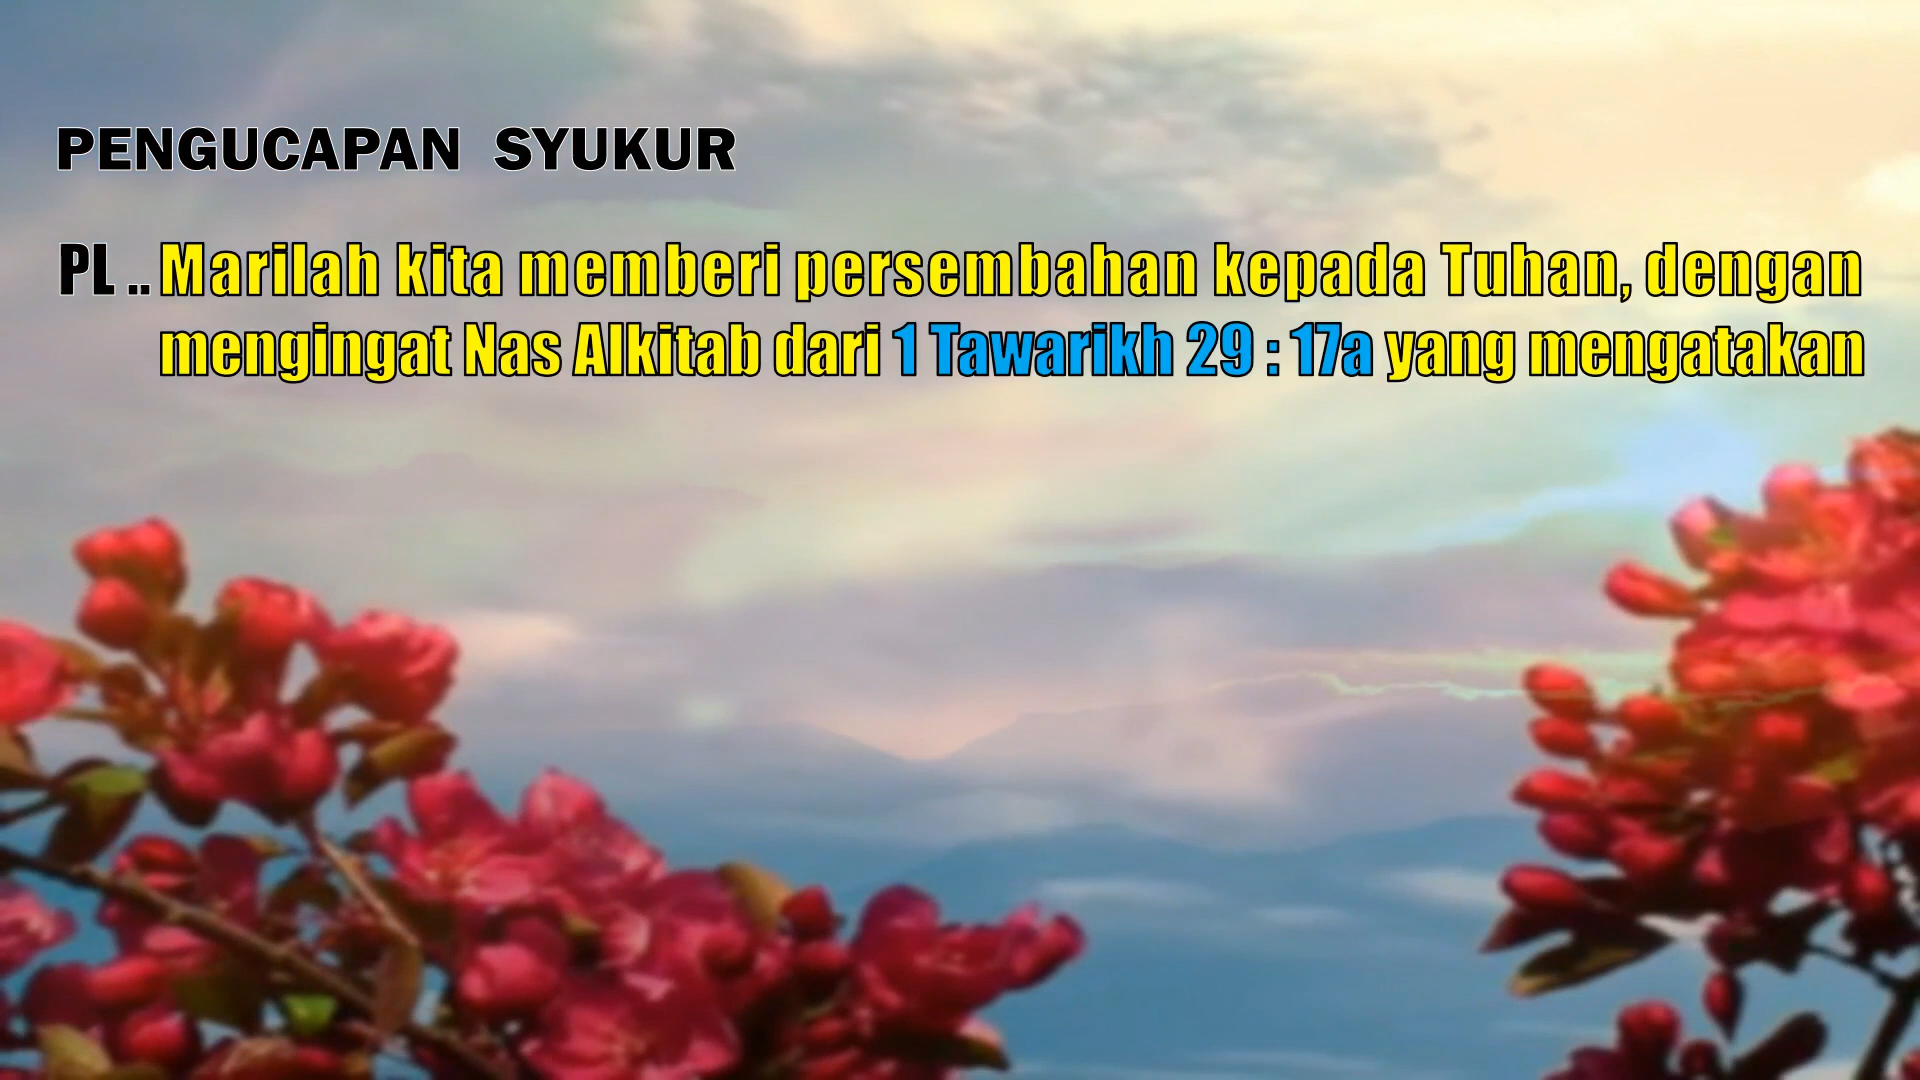 PENGUCAPAN SYUKUR
PL .. Marilah kita memberi persembahan kepada Tuhan, dengan
mengingat Nas Alkitab dari 1 Tawarikh 29 : 17a yang mengatakan